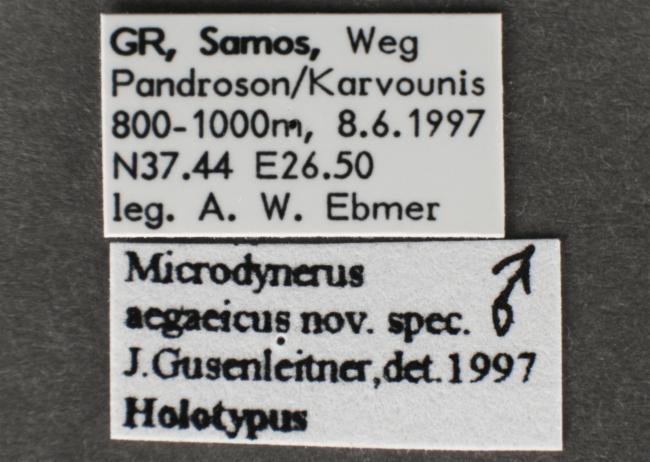 GR, Samos, Weg
Pandroson/Karvounis
800-1000m, 8.6.1997
N37.44 E26.50
leg. A. W. Ebmer
Microdynerus
aegaeicus nov. spec. ♂
J.Gusenleitner,det.1997
Holotypus